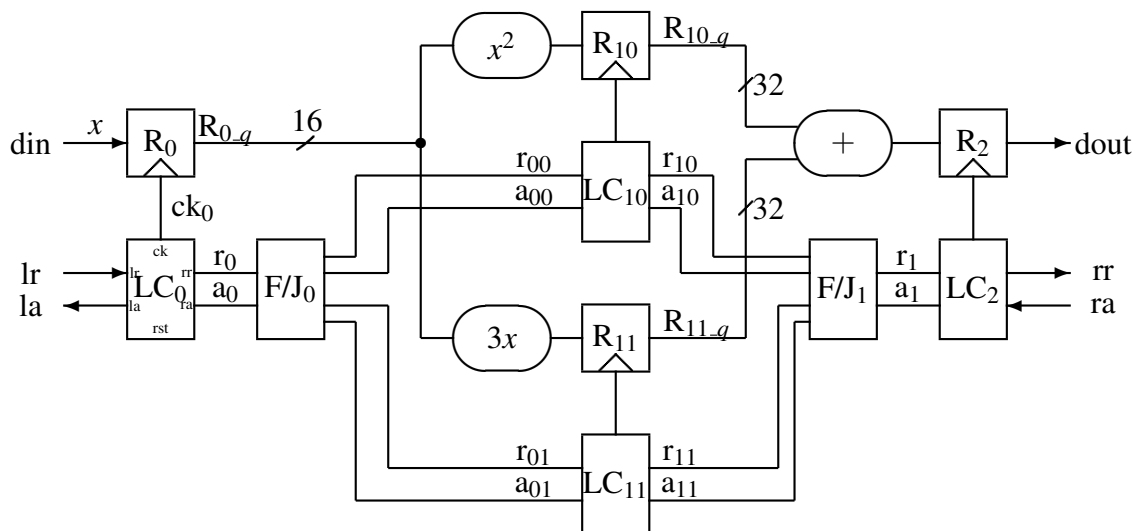 x²
R₁₀
R₁₀_q
32
din
x
R₀
R₀_q
16
+
R₂
dout
r₀₀
a₀₀
LC₁₀
r₁₀
a₁₀
32
ck₀
lr
la
ck
lr
rr
LC₀
la
ra
rst
r₀
a₀
F/J₀
F/J₁
r₁
a₁
LC₂
rr
ra
3x
R₁₁
R₁₁_q
r₀₁
a₀₁
LC₁₁
r₁₁
a₁₁